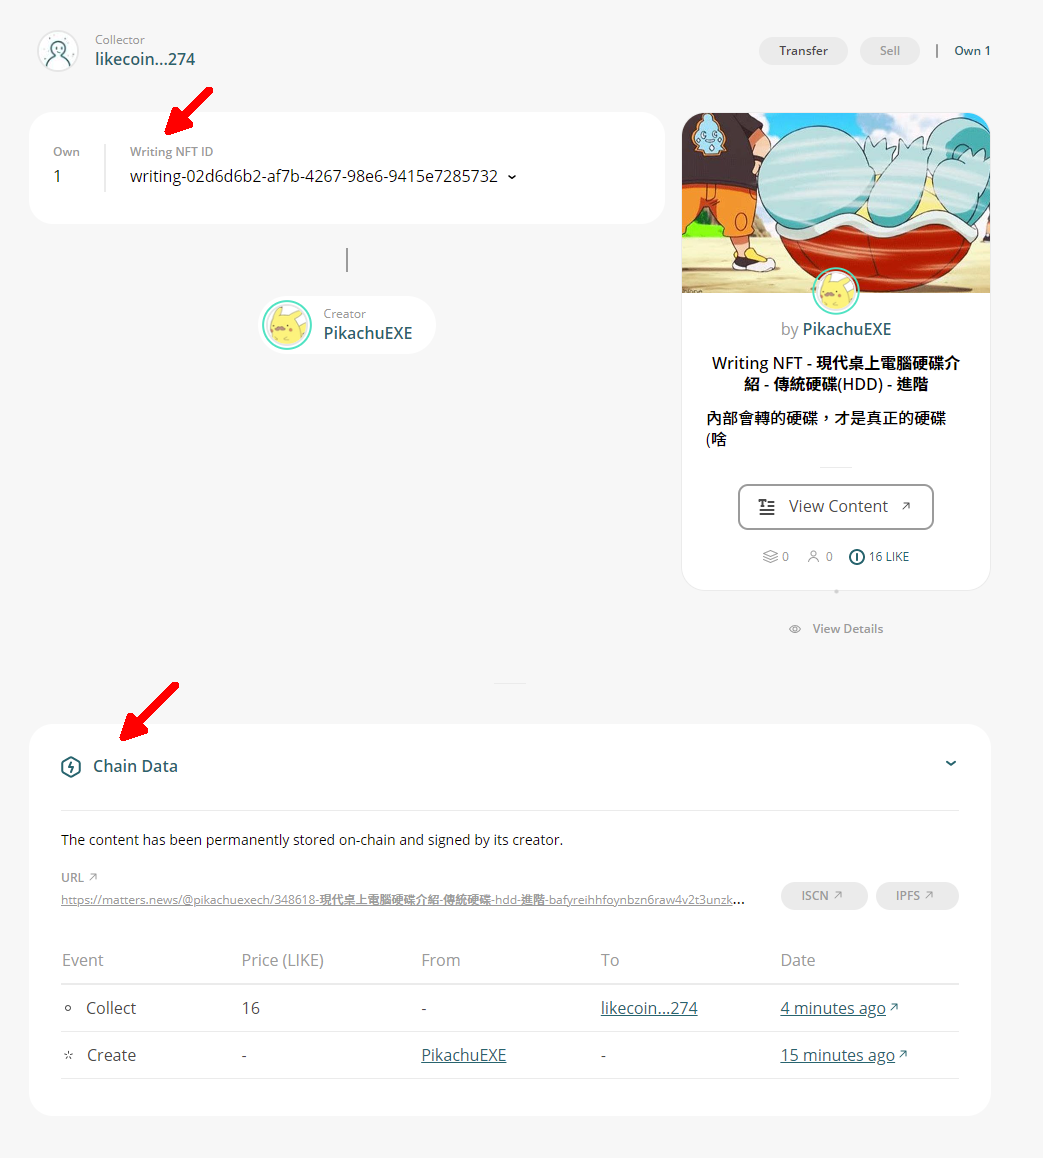 Collector
likecoin...274
Transfer
Sell
Own 1
Own
1
Writing NFT ID
writing-02d6d6b2-af7b-4267-98e6-9415e7285732
Creator
PikachuEXE
by PikachuEXE
Writing NFT - 現代桌上電腦硬碟介
紹 - 傳統硬碟(HDD) - 進階
內部會轉的硬碟，才是真正的硬碟
(啥
View Content
0
0
16 LIKE
View Details
Chain Data
The content has been permanently stored on-chain and signed by its creator.
URL
https://matters.news/@pikachuexech/348618-現代桌上電腦硬碟介紹-傳統硬碟-hdd-進階-bafyreihhfoynbzn6raw4v2t3unzk...
ISCN
IPFS
Event Price (LIKE) From To Date
Collect 16 - likecoin...274 4 minutes ago
Create - PikachuEXE - 15 minutes ago